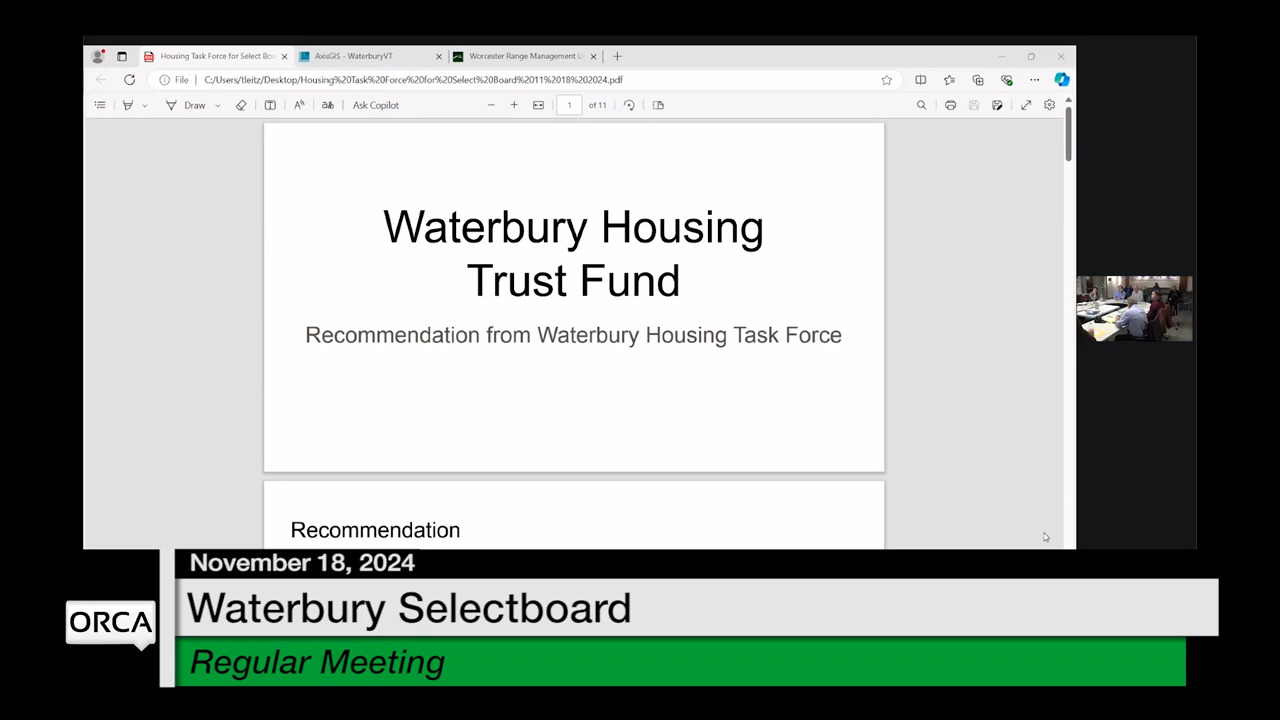 Housing Task Force for Select Boa
AxisGIS - WaterburyVT
Worcester Range Management U
File
C:/Users/tleitz/Desktop/Housing%20Task%20Force%20for%20Select%20Board%2011%2018%202024.pdf
Draw
Ask Copilot
1 of 11
Waterbury Housing
Trust Fund
Recommendation from Waterbury Housing Task Force
Recommendation
November 18, 2024
Waterbury Selectboard
ORCA
Regular Meeting